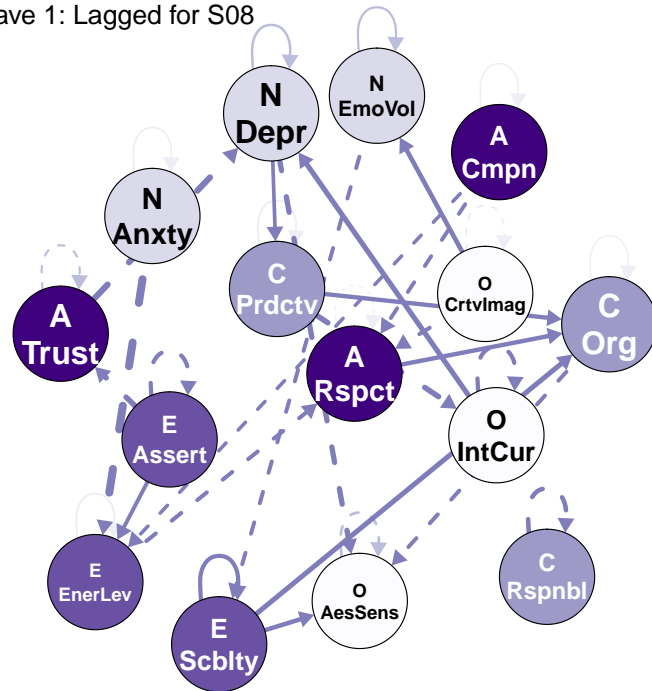 ave 1: Lagged for S08
N
Depr
N
EmoVol
A
Cmpn
N
Anxty
C
Prdctv
O
CrtvImag
C
Org
A
Trust
A
Rspct
E
Assert
O
IntCur
E
EnerLev
O
AesSens
C
Rspnbl
E
Scblty